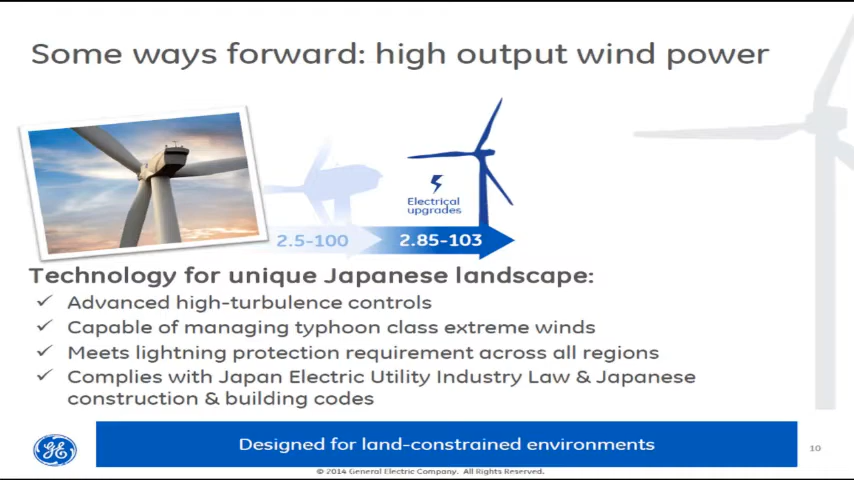 Some ways forward: high output wind power
Electrical
upgrades
2.5-100
2.85-103
Technology for unique Japanese landscape:
✓ Advanced high-turbulence controls
✓ Capable of managing typhoon class extreme winds
✓ Meets lightning protection requirement across all regions
✓ Complies with Japan Electric Utility Industry Law & Japanese
construction & building codes
Designed for land-constrained environments
GE
10
© 2014 General Electric Company. All Rights Reserved.